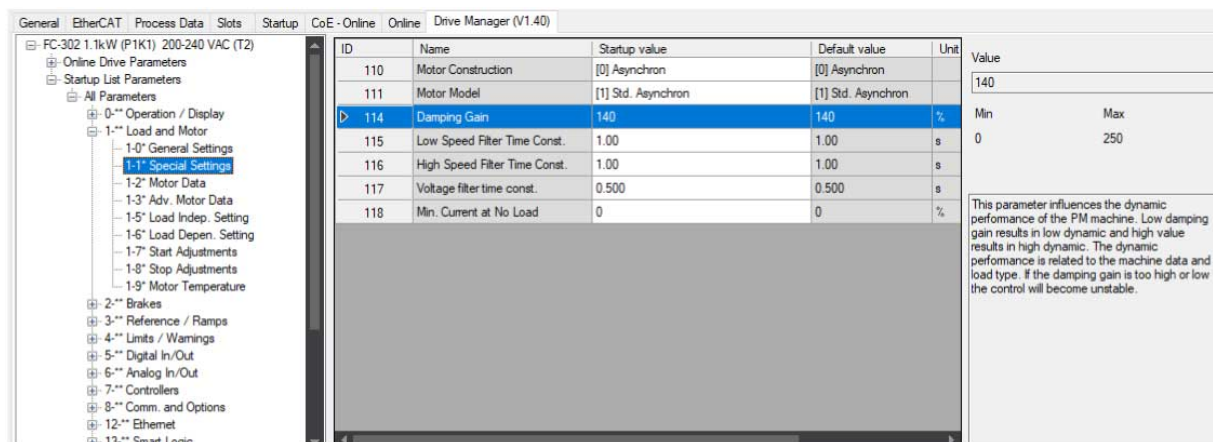 General EtherCAT Process Data Slots Startup CoE - Online Online Drive Manager (V1.40)
FC-302 1.1kW (P1K1) 200-240 VAC (T2)
Online Drive Parameters
Startup List Parameters
All Parameters
0-** Operation / Display
1-** Load and Motor
1-0* General Settings
1-1* Special Settings
1-2* Motor Data
1-3* Adv. Motor Data
1-5* Load Indep. Setting
1-6* Load Depen. Setting
1-7* Start Adjustments
1-8* Stop Adjustments
1-9* Motor Temperature
2-** Brakes
3-** Reference / Ramps
4-** Limits / Warnings
5-** Digital In/Out
6-** Analog In/Out
7-** Controllers
8-** Comm. and Options
12-** Ethernet
13-** Smart Logic
ID Name Startup value Default value Unit
110 Motor Construction [0] Asynchron [0] Asynchron
111 Motor Model [1] Std. Asynchron [1] Std. Asynchron
114 Damping Gain 140 140 %
115 Low Speed Filter Time Const. 1.00 1.00 s
116 High Speed Filter Time Const. 1.00 1.00 s
117 Voltage filter time const. 0.500 0.500 s
118 Min. Current at No Load 0 0 %
Value
140
Min Max
0 250
This parameter influences the dynamic
performance of the PM machine. Low damping
gain results in low dynamic and high value
results in high dynamic. The dynamic
performance is related to the machine data and
load type. If the damping gain is too high or low
the control will become unstable.